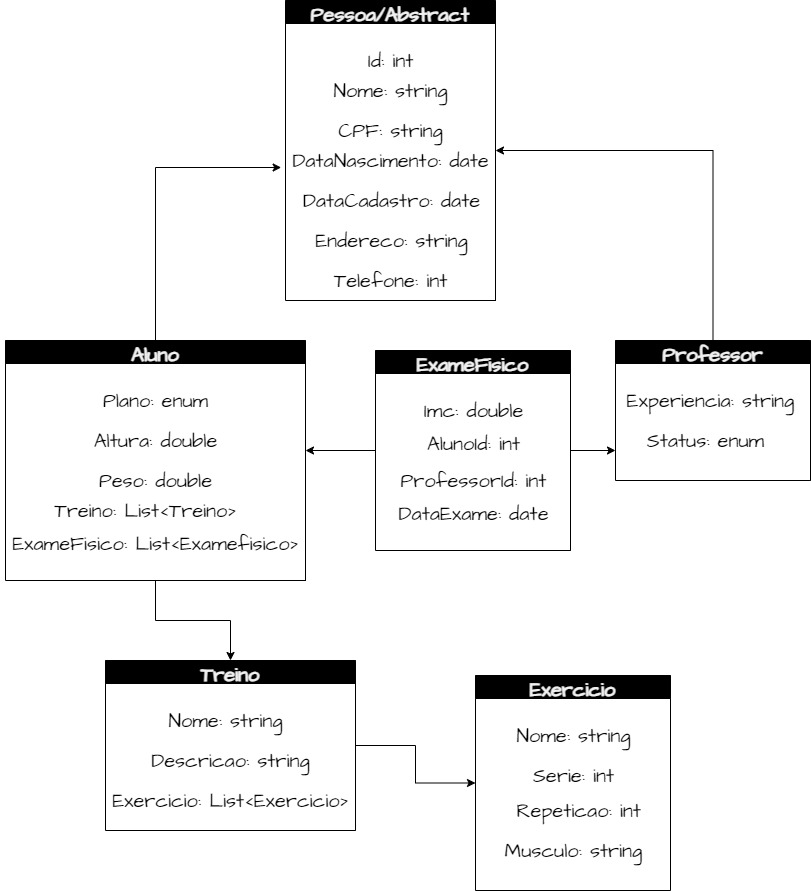 Pessoa/Abstract
Id: int
Nome: string
CPF: string
DataNascimento: date
DataCadastro: date
Endereco: string
Telefone: int
Aluno
Plano: enum
Altura: double
Peso: double
Treino: List<Treino>
ExameFisico: List<Examefisico>
ExameFisico
Imc: double
AlunoId: int
ProfessorId: int
DataExame: date
Professor
Experiencia: string
Status: enum
Treino
Nome: string
Descricao: string
Exercicio: List<Exercicio>
Exercicio
Nome: string
Serie: int
Repeticao: int
Musculo: string